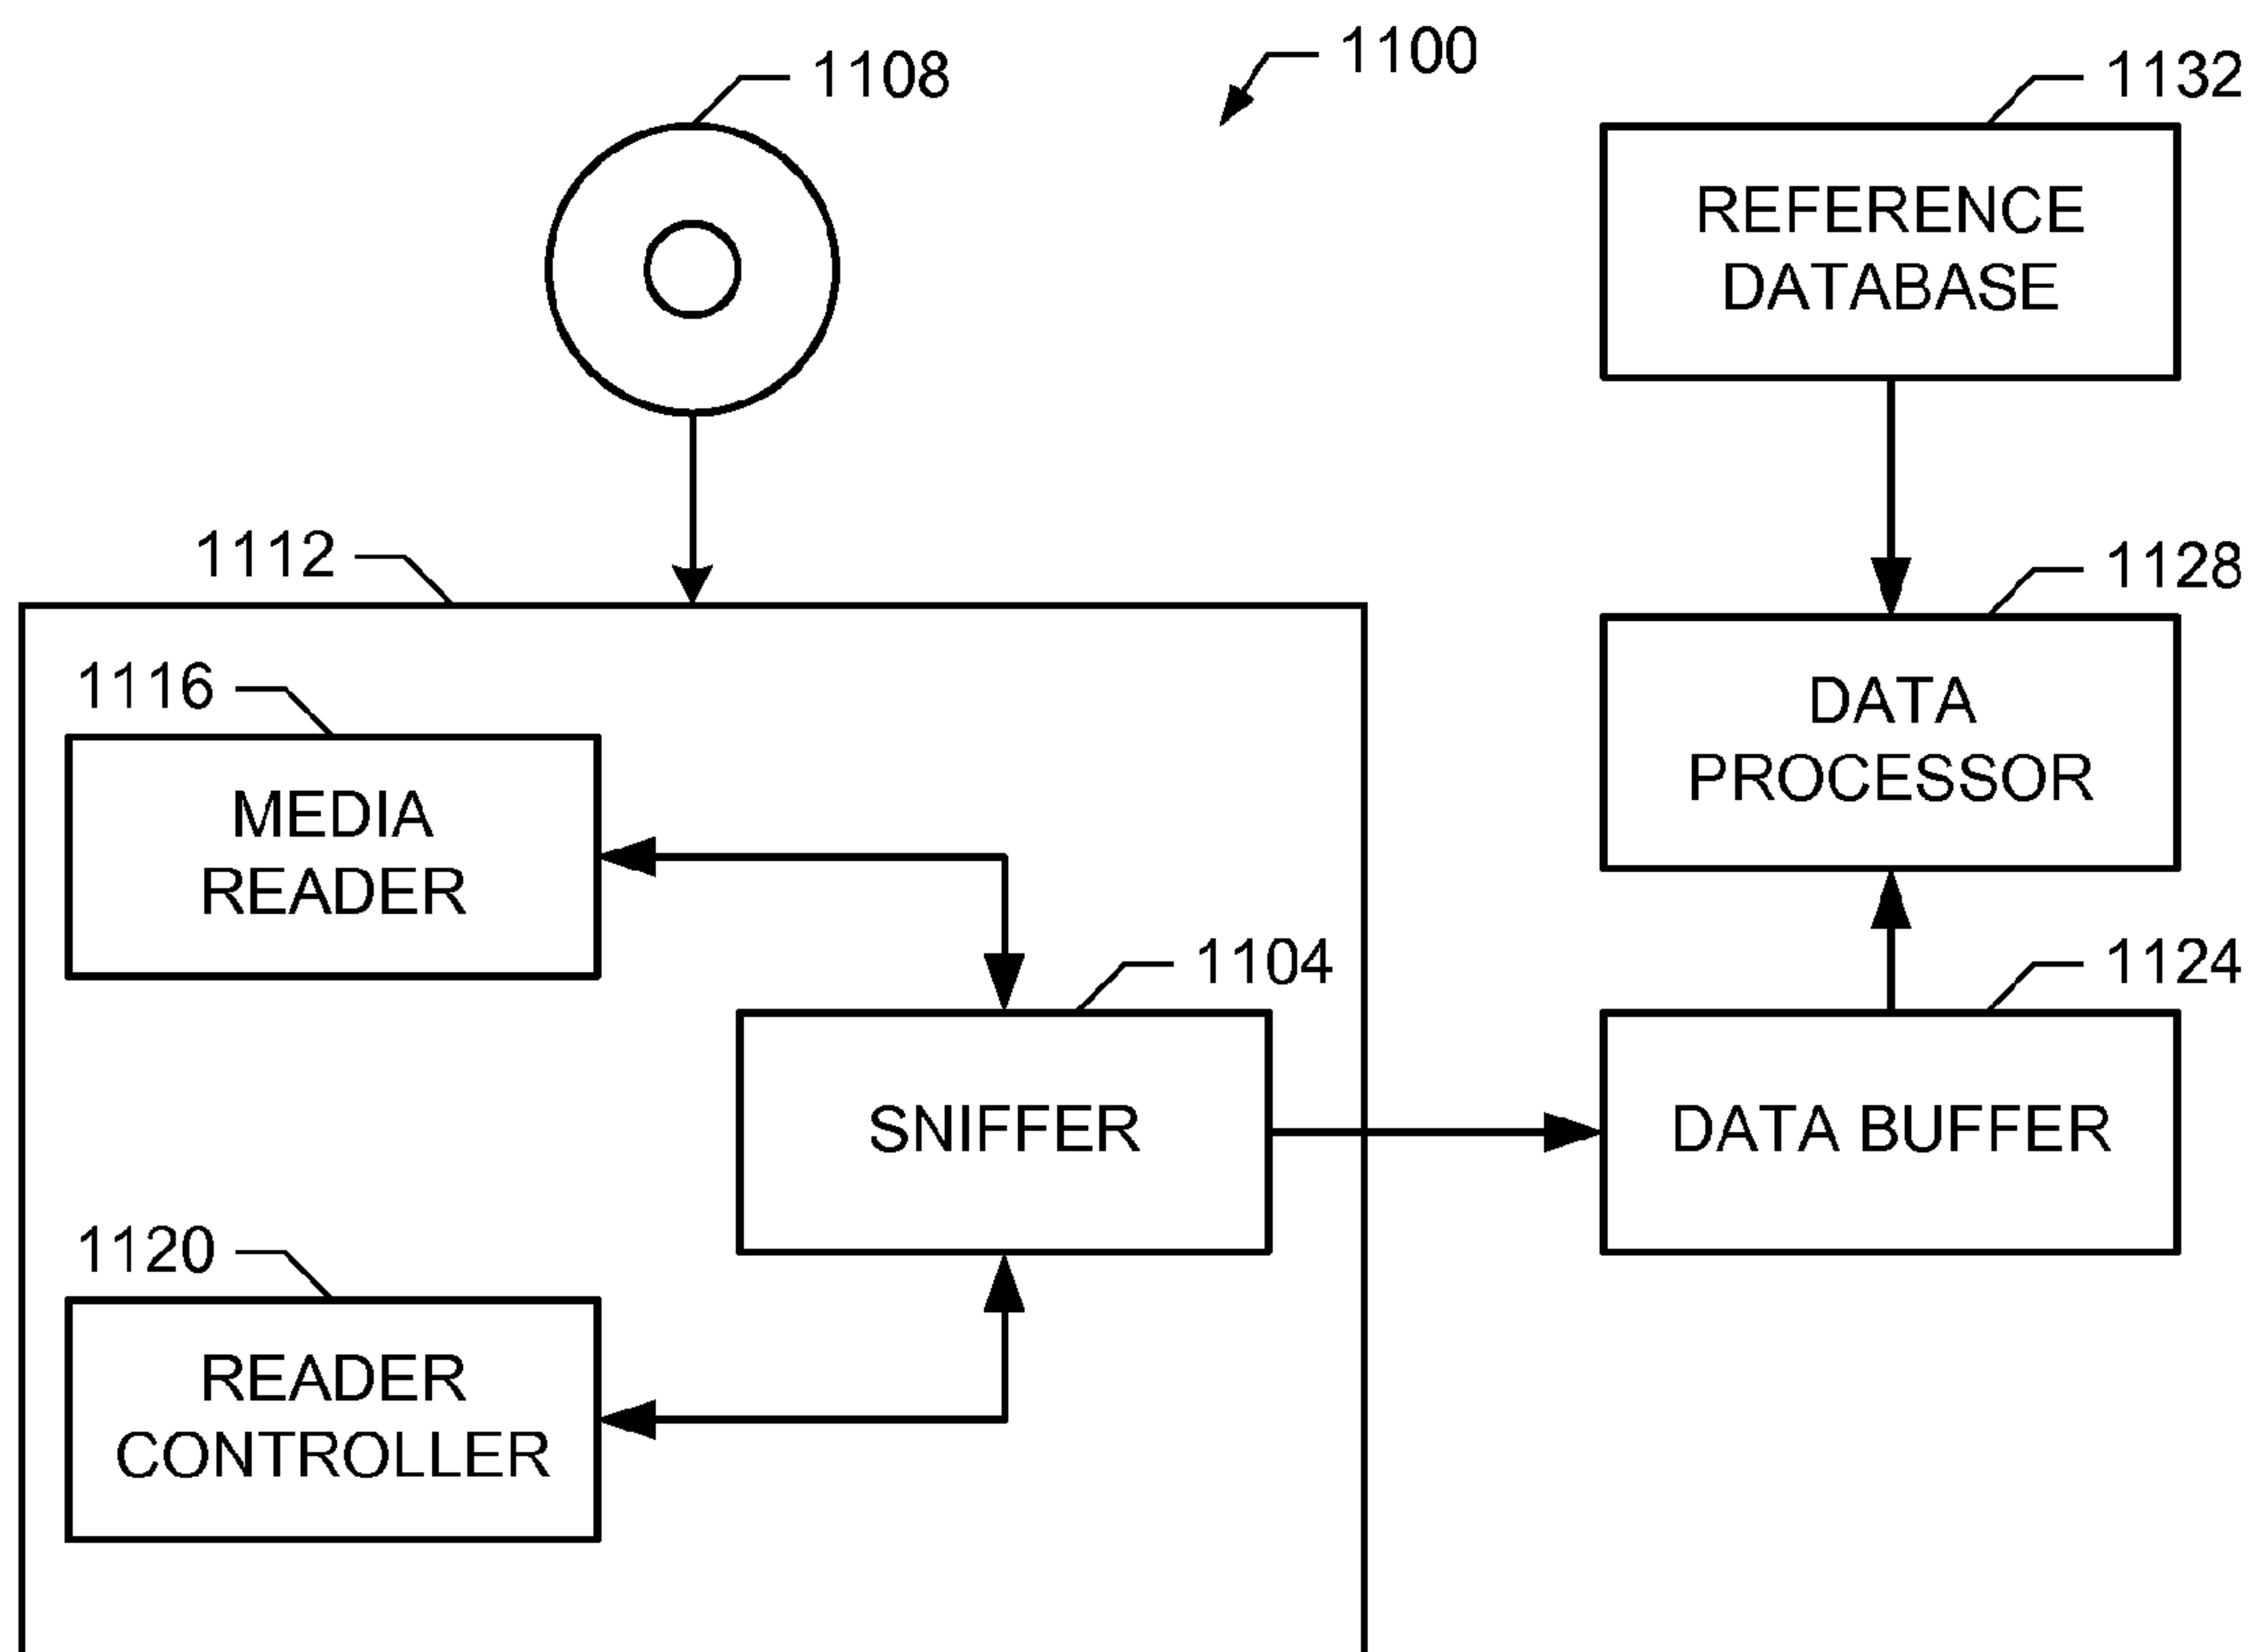 1100
1108
1132
REFERENCE
DATABASE
1112
1128
DATA
PROCESSOR
1116
MEDIA
READER
1104
1124
SNIFFER
DATA BUFFER
1120
READER
CONTROLLER